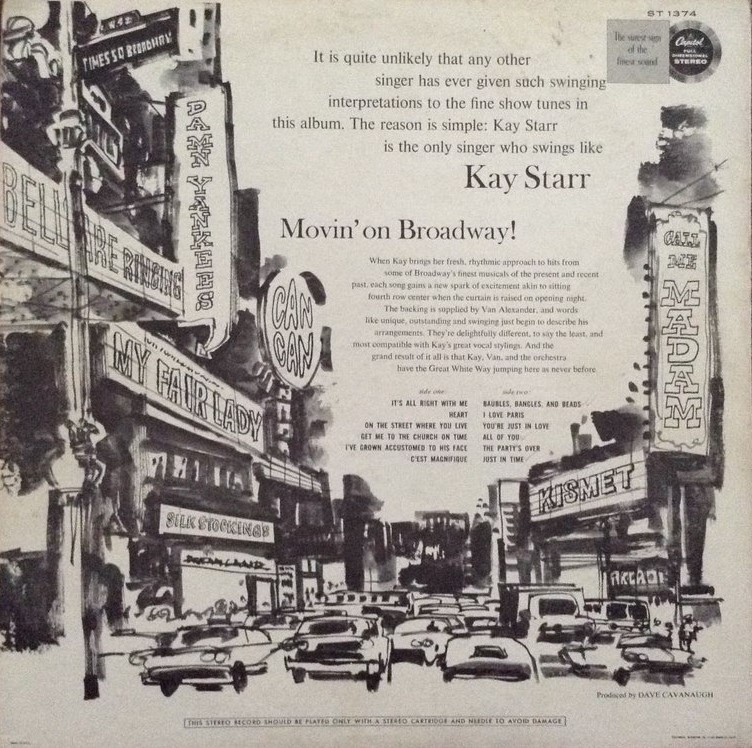 ST 1374
The surest sign
of the
finest sound
Capitol
FULL
DIMENSIONAL
STEREO
It is quite unlikely that any other
singer has ever given such swinging
interpretations to the fine show tunes in
this album. The reason is simple: Kay Starr
is the only singer who swings like
Kay Starr
Movin' on Broadway!
When Kay brings her fresh, rhythmic approach to hits from
some of Broadway's finest musicals of the present and recent
past, each song gains a new spark of excitement akin to sitting
fourth row center when the curtain is raised on opening night.
The backing is supplied by Van Alexander, and words
like unique, outstanding and swinging just begin to describe his
arrangements. They're delightfully different, to say the least, and
most compatible with Kay's great vocal stylings. And the
grand result of it all is that Kay, Van, and the orchestra
have the Great White Way jumping here as never before.
side one:
IT'S ALL RIGHT WITH ME
HEART
ON THE STREET WHERE YOU LIVE
GET ME TO THE CHURCH ON TIME
I'VE GROWN ACCUSTOMED TO HIS FACE
C'EST MAGNIFIQUE
side two:
BAUBLES, BANGLES, AND BEADS
I LOVE PARIS
YOU'RE JUST IN LOVE
ALL OF YOU
THE PARTY'S OVER
JUST IN TIME
TIMES SQ BROADWAY
DAMN YANKEES
BELLS ARE RINGING
CAN
CAN
MY FAIR LADY
SILK STOCKINGS
CALL
ME
MADAM
KISMET
ARCADE
Produced by DAVE CAVANAUGH
THIS STEREO RECORD SHOULD BE PLAYED ONLY WITH A STEREO CARTRIDGE AND NEEDLE TO AVOID DAMAGE